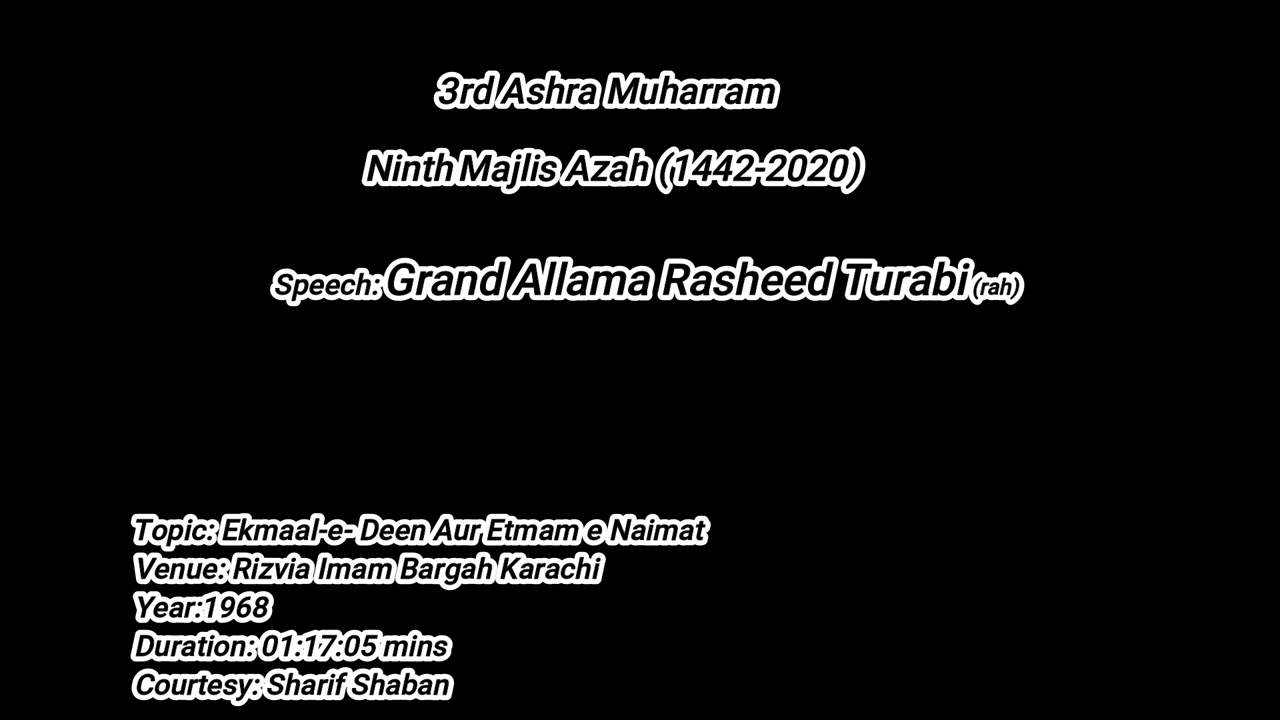 3rd Ashra Muharram
Ninth Majlis Azah (1442-2020)
Speech: Grand Allama Rasheed Turabi (rah)
Topic: Ekmaal-e- Deen Aur Etmam e Naimat
Venue: Rizvia Imam Bargah Karachi
Year:1968
Duration: 01:17:05 mins
Courtesy: Sharif Shaban